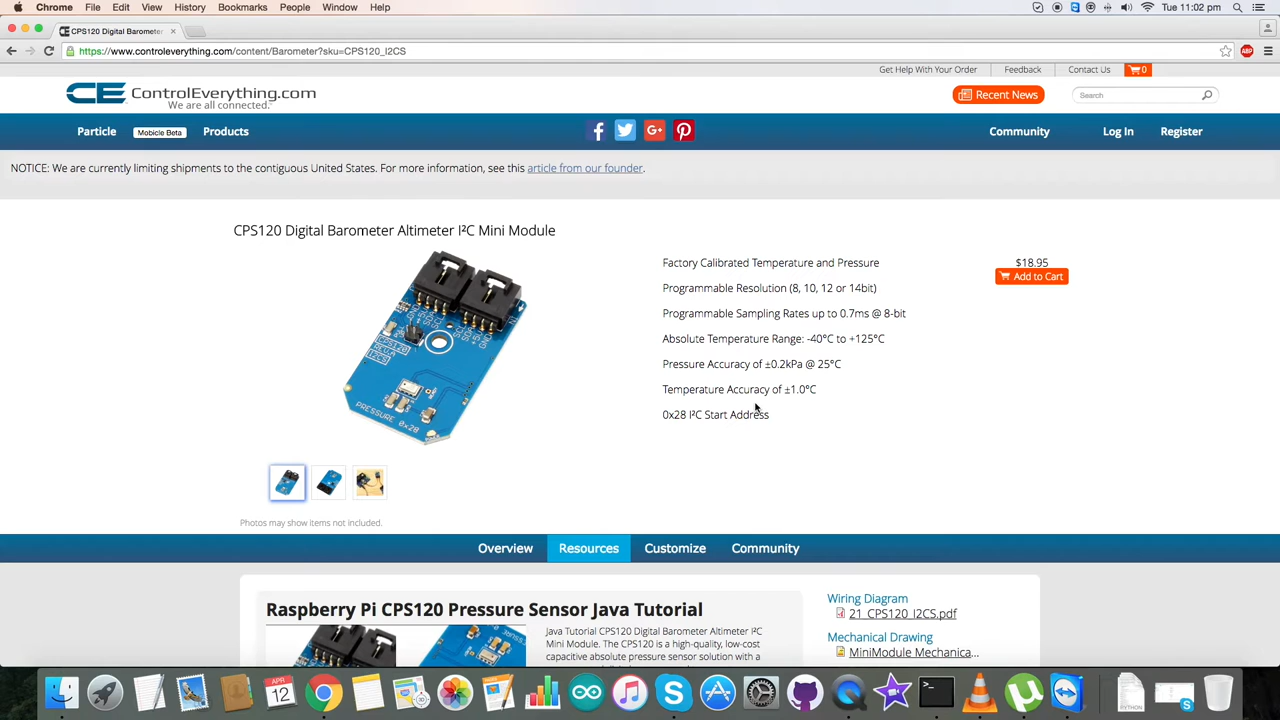 Chrome File Edit View History Bookmarks People Window Help Tue 11:02 pm
CPS120 Digital Barometer
https://www.controleverything.com/content/Barometer?sku=CPS120_I2CS
Get Help With Your Order Feedback Contact Us 0
CE ControlEverything.com
We are all connected.
Recent News
Search
Particle Mobicle Beta Products Community Log In Register
NOTICE: We are currently limiting shipments to the contiguous United States. For more information, see this article from our founder.
CPS120 Digital Barometer Altimeter I²C Mini Module
Factory Calibrated Temperature and Pressure
$18.95
Add to Cart
Programmable Resolution (8, 10, 12 or 14bit)
Programmable Sampling Rates up to 0.7ms @ 8-bit
Absolute Temperature Range: -40°C to +125°C
Pressure Accuracy of ±0.2kPa @ 25°C
Temperature Accuracy of ±1.0°C
0x28 I²C Start Address
PRESSURE 0x28
Photos may show items not included.
Overview Resources Customize Community
Raspberry Pi CPS120 Pressure Sensor Java Tutorial
Java Tutorial CPS120 Digital Barometer Altimeter I²C
Mini Module. The CPS120 is a high-quality, low-cost
capacitive absolute pressure sensor solution with a
Wiring Diagram
21_CPS120_I2CS.pdf
Mechanical Drawing
MiniModule Mechanica...
APR
12
PYTHON